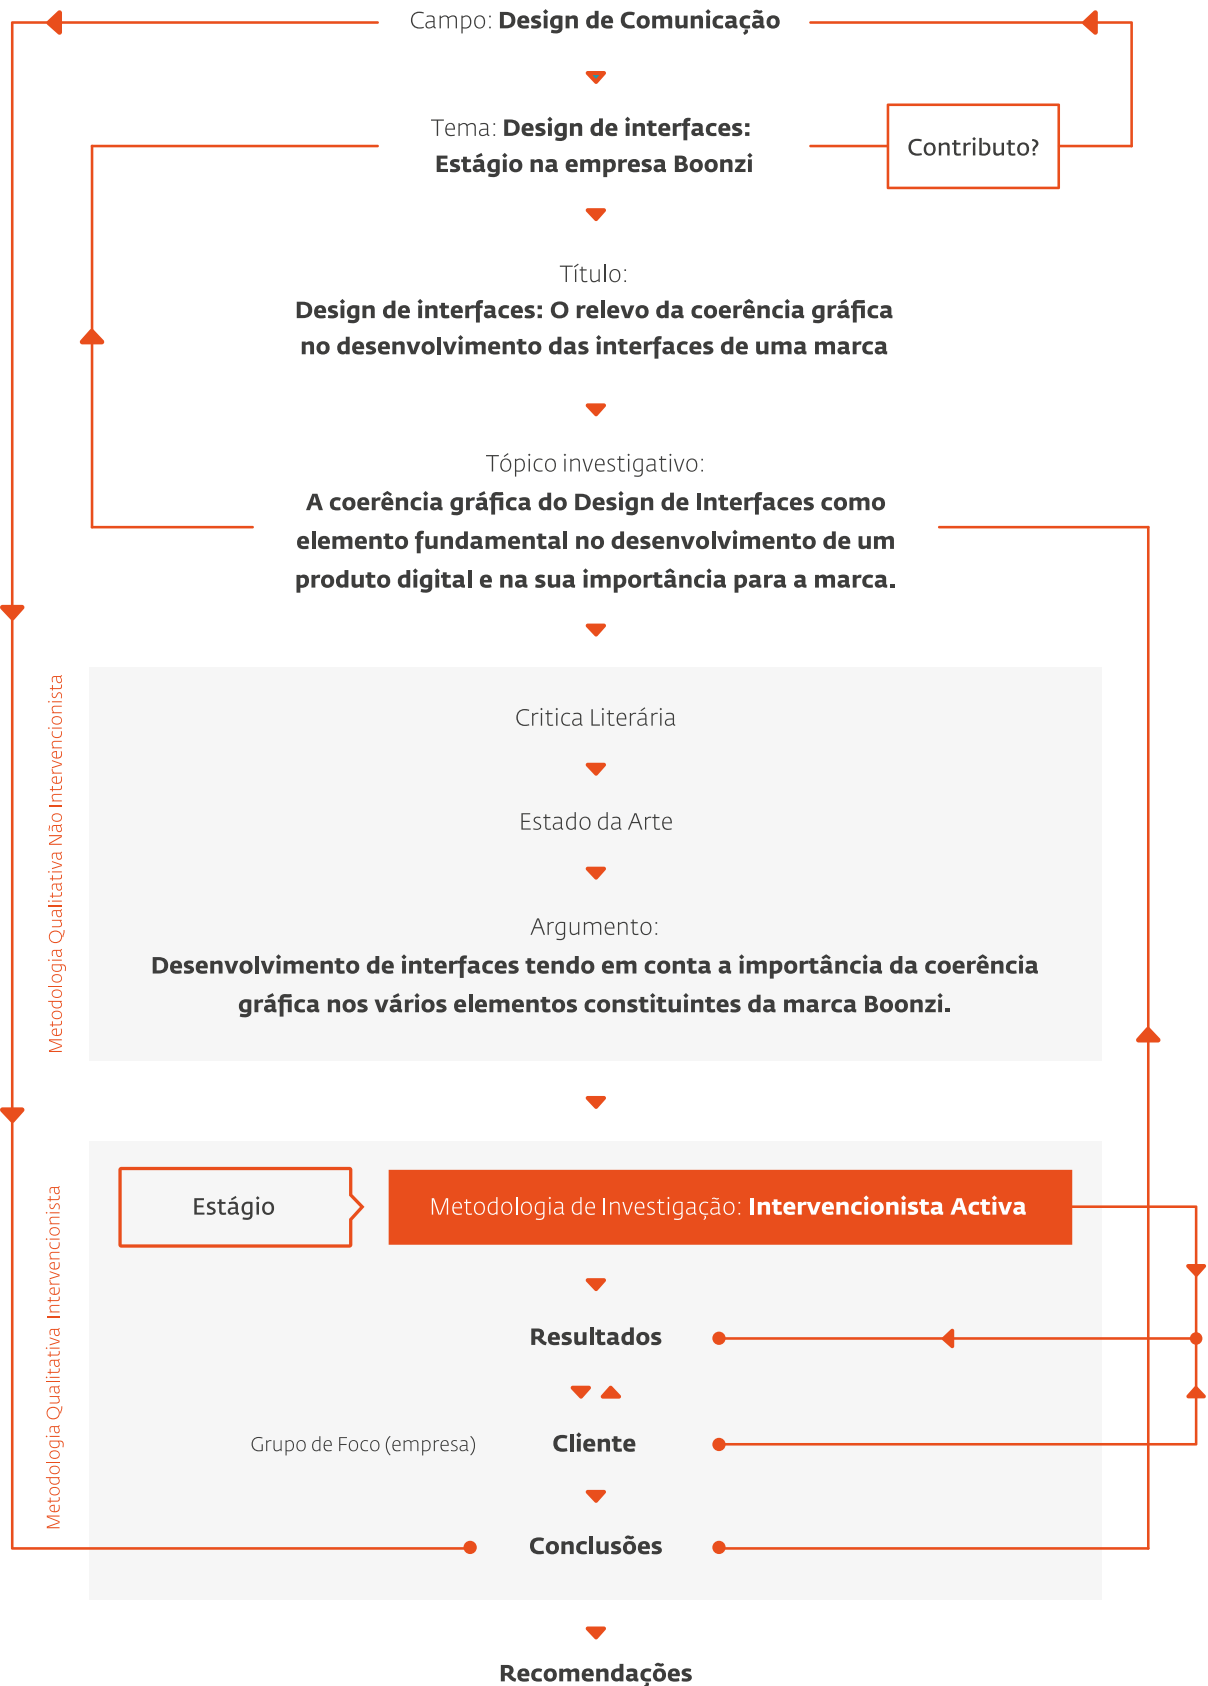 Campo: Design de Comunicação
Tema: Design de interfaces:
Estágio na empresa Boonzi
Contributo?
Título:
Design de interfaces: O relevo da coerência gráfica
no desenvolvimento das interfaces de uma marca
Tópico investigativo:
A coerência gráfica do Design de Interfaces como
elemento fundamental no desenvolvimento de um
produto digital e na sua importância para a marca.
Metodologia Qualitativa Não Intervencionista
Critica Literária
Estado da Arte
Argumento:
Desenvolvimento de interfaces tendo em conta a importância da coerência
gráfica nos vários elementos constituintes da marca Boonzi.
Metodologia Qualitativa Intervencionista
Estágio
Metodologia de Investigação: Intervencionista Activa
Resultados
Grupo de Foco (empresa)
Cliente
Conclusões
Recomendações